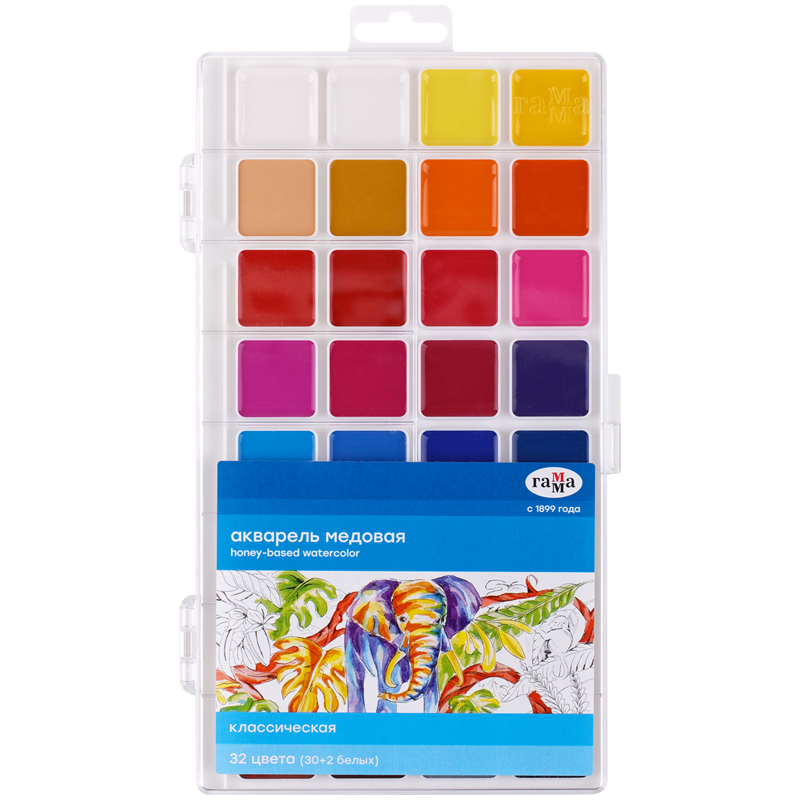 гамма
гамма
с 1899 года
акварель медовая
honey-based watercolor
классическая
32 цвета (30+2 белых)